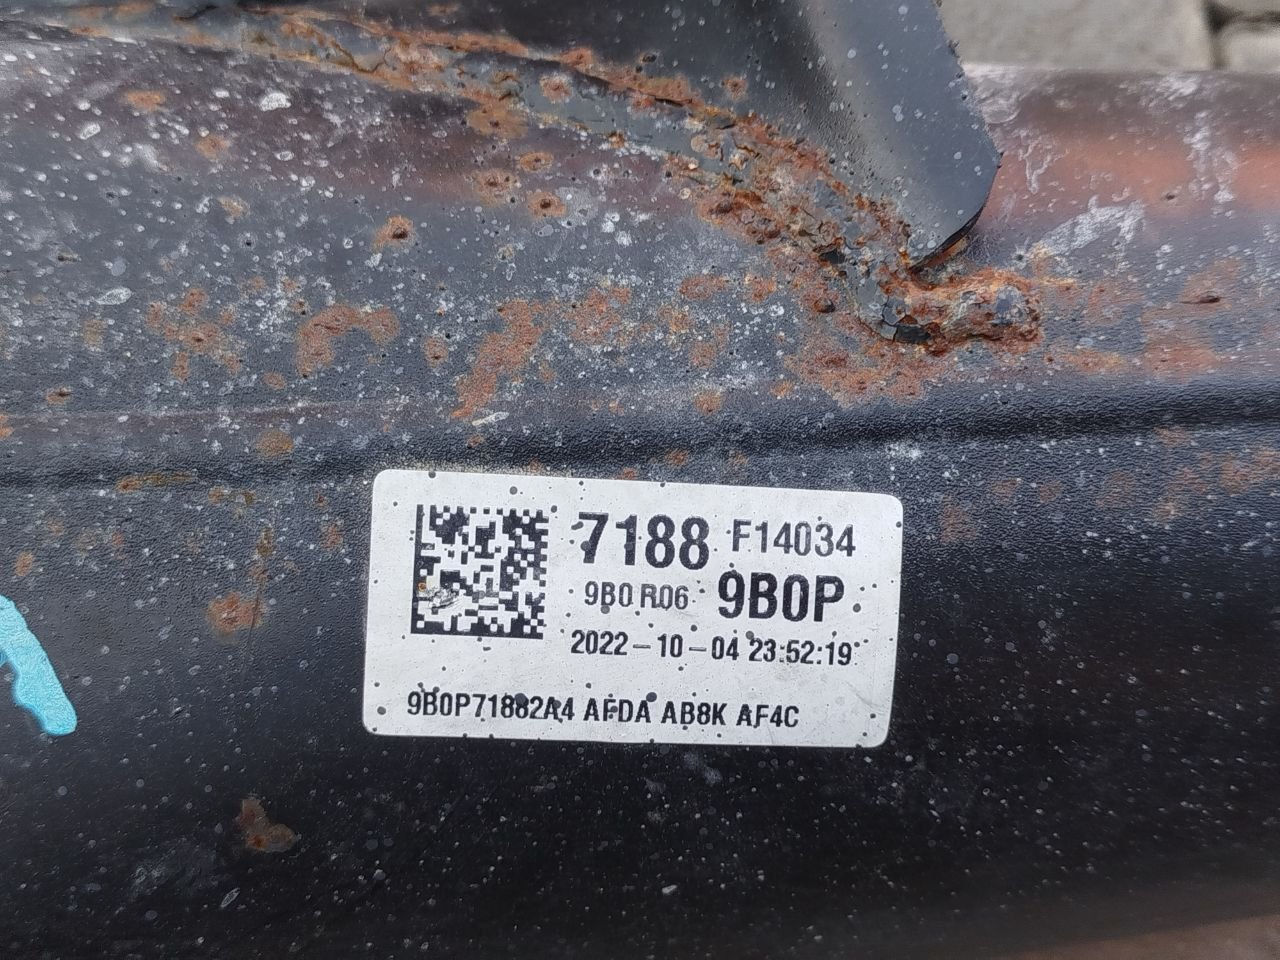 7188 F14034
9B0 R06 9B0P
2022-10-04 23:52:19
9B0P71882A4 AFDA AB8K AF4C